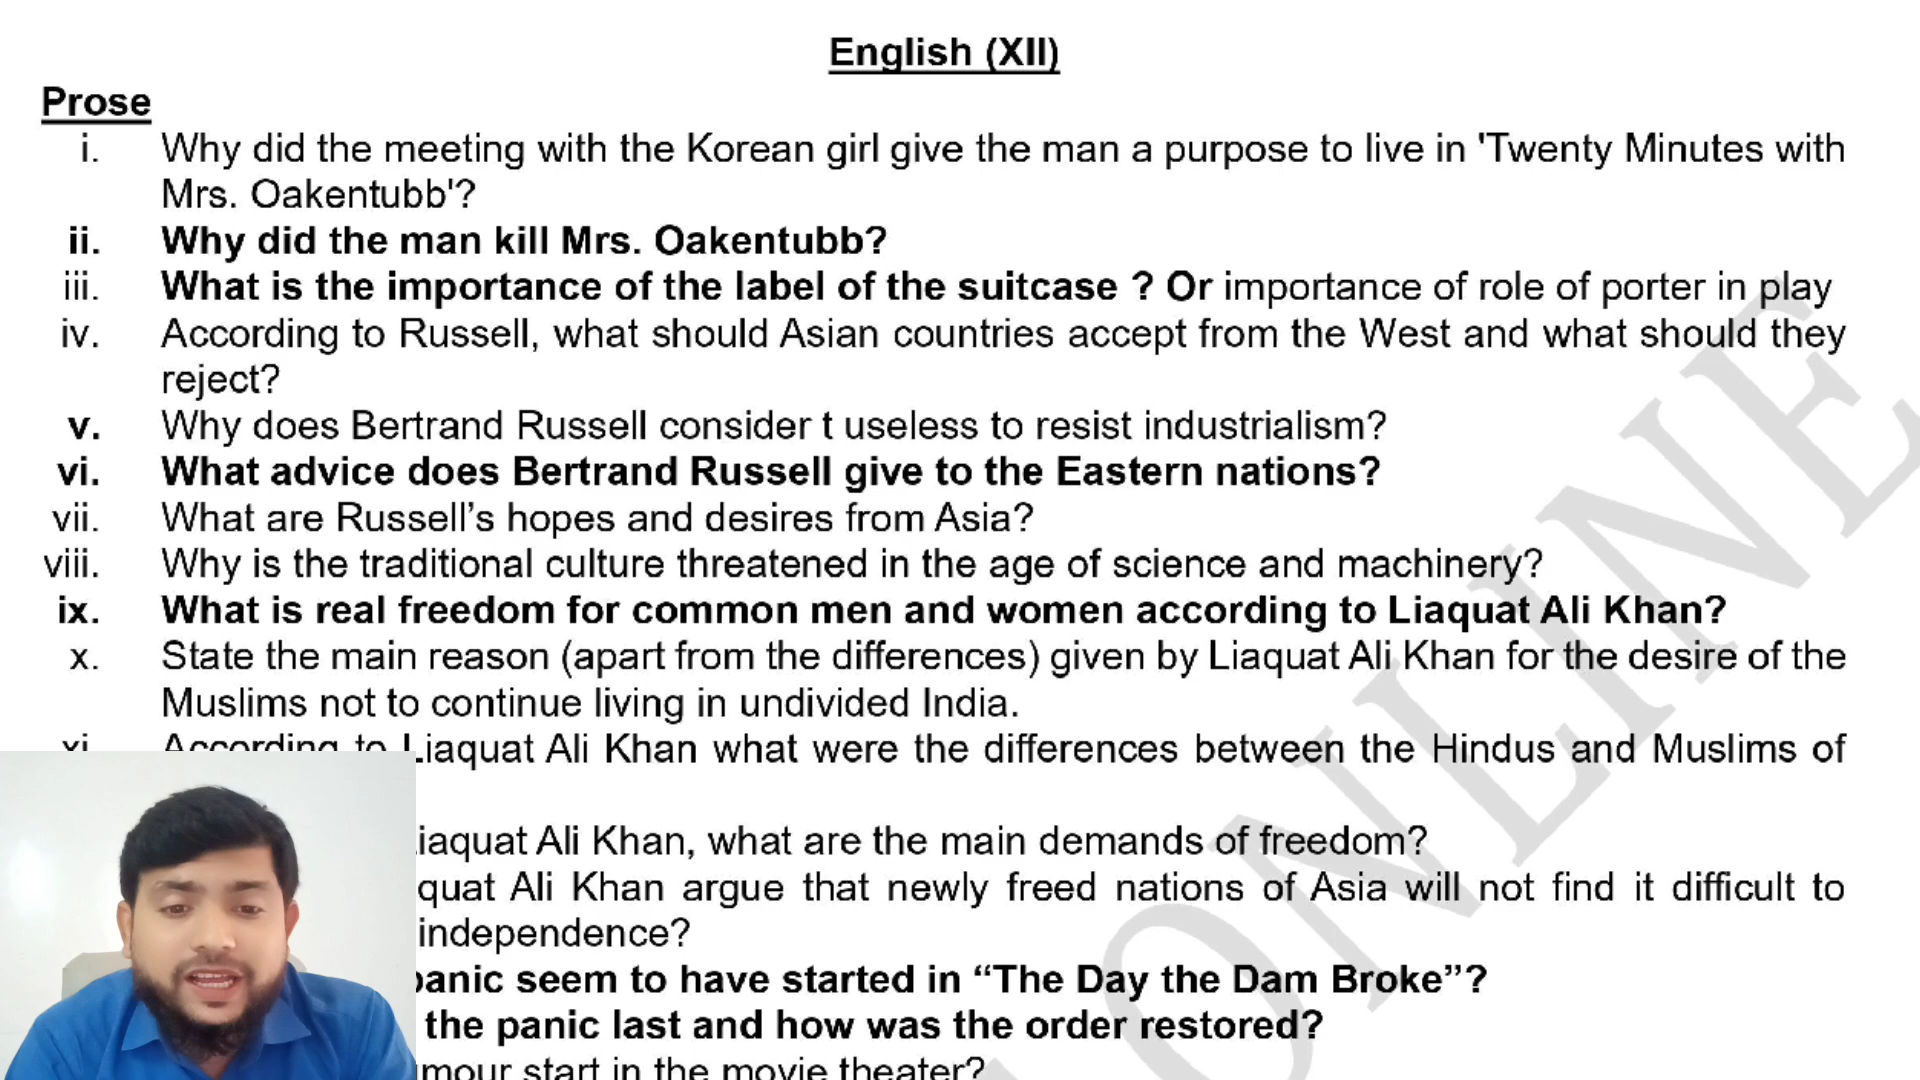 English (XII)
Prose
i. Why did the meeting with the Korean girl give the man a purpose to live in 'Twenty Minutes with
Mrs. Oakentubb'?
ii. Why did the man kill Mrs. Oakentubb?
iii. What is the importance of the label of the suitcase ? Or importance of role of porter in play
iv. According to Russell, what should Asian countries accept from the West and what should they
reject?
v. Why does Bertrand Russell consider t useless to resist industrialism?
vi. What advice does Bertrand Russell give to the Eastern nations?
vii. What are Russell’s hopes and desires from Asia?
viii. Why is the traditional culture threatened in the age of science and machinery?
ix. What is real freedom for common men and women according to Liaquat Ali Khan?
x. State the main reason (apart from the differences) given by Liaquat Ali Khan for the desire of the
Muslims not to continue living in undivided India.
xi. According to Liaquat Ali Khan what were the differences between the Hindus and Muslims of
Ali Khan, what are the main demands of freedom?
Ali Khan argue that newly freed nations of Asia will not find it difficult to
independence?
panic seem to have started in “The Day the Dam Broke”?
the panic last and how was the order restored?
start in the movie theater?
ONLINE